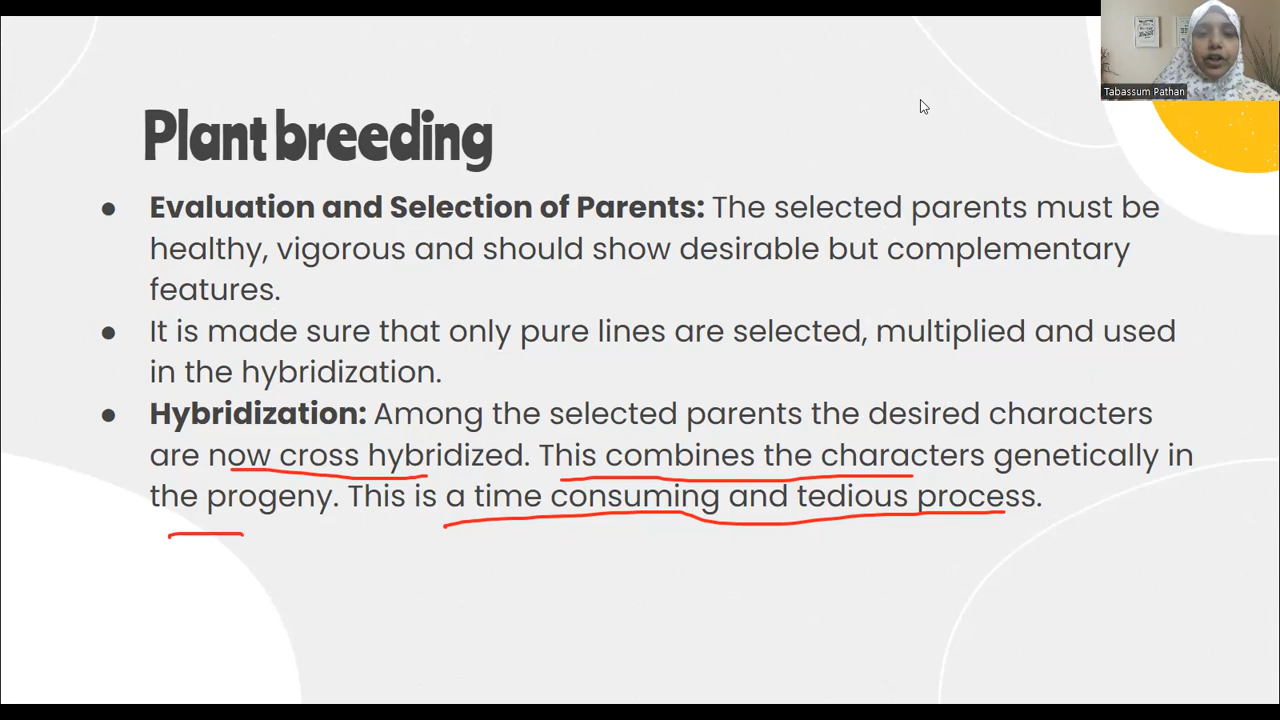 Tabassum Pathan
Plant breeding
● Evaluation and Selection of Parents: The selected parents must be
healthy, vigorous and should show desirable but complementary
features.
● It is made sure that only pure lines are selected, multiplied and used
in the hybridization.
● Hybridization: Among the selected parents the desired characters
are now cross hybridized. This combines the characters genetically in
the progeny. This is a time consuming and tedious process.